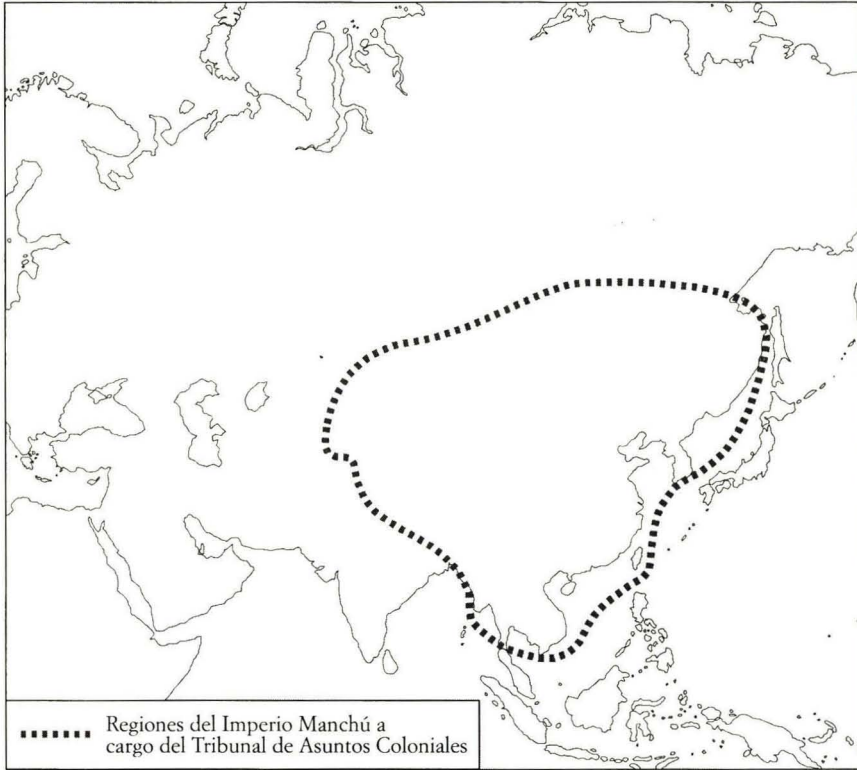 Regiones del Imperio Manchú a
cargo del Tribunal de Asuntos Coloniales